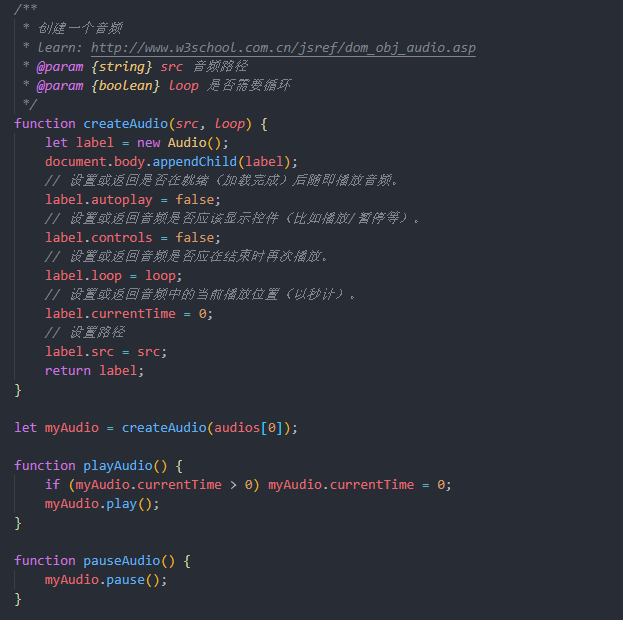 /**
 * 创建一个音频
 * learn: http://www.w3school.com.cn/jsref/dom_obj_audio.asp
 * @param {string} src 音频路径
 * @param {boolean} loop 是否需要循环
 */
function createAudio(src, loop) {
    let label = new Audio();
    document.body.appendChild(label);
    // 设置或返回是否在就绪（加载完成）后随即播放音频。
    label.autoplay = false;
    // 设置或返回音频是否应该显示控件（比如播放/暂停等）。
    label.controls = false;
    // 设置或返回音频是否应在结束时再次播放。
    label.loop = loop;
    // 设置或返回音频中的当前播放位置（以秒计）。
    label.currentTime = 0;
    // 设置路径
    label.src = src;
    return label;
}
let myAudio = createAudio(audios[0]);
function playAudio() {
    if (myAudio.currentTime > 0) myAudio.currentTime = 0;
    myAudio.play();
}
function pauseAudio() {
    myAudio.pause();
}